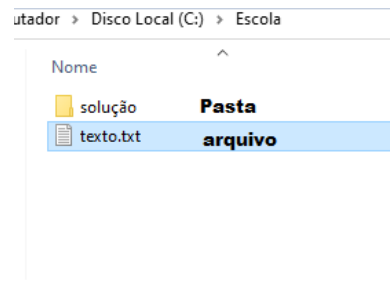 utador > Disco Local (C:) > Escola
Nome
solução Pasta
texto.txt arquivo